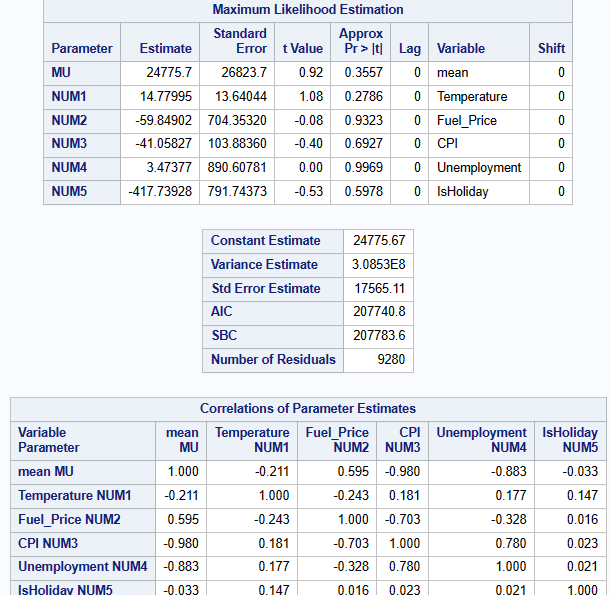 Maximum Likelihood Estimation
Parameter Estimate Standard Error t Value Approx Pr > |t| Lag Variable Shift
MU 24775.7 26823.7 0.92 0.3557 0 mean 0
NUM1 14.77995 13.64044 1.08 0.2786 0 Temperature 0
NUM2 -59.84902 704.35320 -0.08 0.9323 0 Fuel_Price 0
NUM3 -41.05827 103.88360 -0.40 0.6927 0 CPI 0
NUM4 3.47377 890.60781 0.00 0.9969 0 Unemployment 0
NUM5 -417.73928 791.74373 -0.53 0.5978 0 IsHoliday 0
Constant Estimate 24775.67
Variance Estimate 3.0853E8
Std Error Estimate 17565.11
AIC 207740.8
SBC 207783.6
Number of Residuals 9280
Correlations of Parameter Estimates
Variable Parameter mean MU Temperature NUM1 Fuel_Price NUM2 CPI NUM3 Unemployment NUM4 IsHoliday NUM5
mean MU 1.000 -0.211 0.595 -0.980 -0.883 -0.033
Temperature NUM1 -0.211 1.000 -0.243 0.181 0.177 0.147
Fuel_Price NUM2 0.595 -0.243 1.000 -0.703 -0.328 0.016
CPI NUM3 -0.980 0.181 -0.703 1.000 0.780 0.023
Unemployment NUM4 -0.883 0.177 -0.328 0.780 1.000 0.021
IsHoliday NUM5 -0.033 0.147 0.016 0.023 0.021 1.000